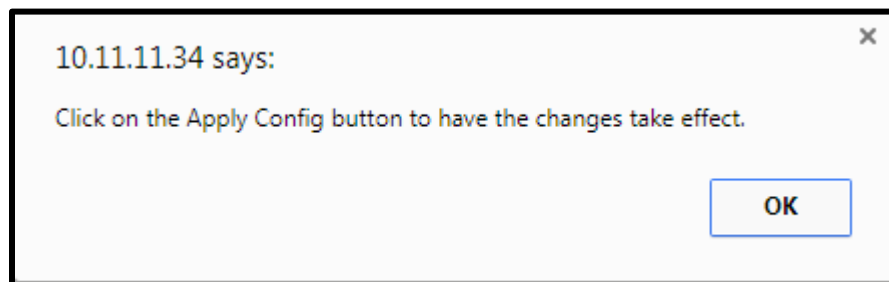 10.11.11.34 says:
Click on the Apply Config button to have the changes take effect.
OK